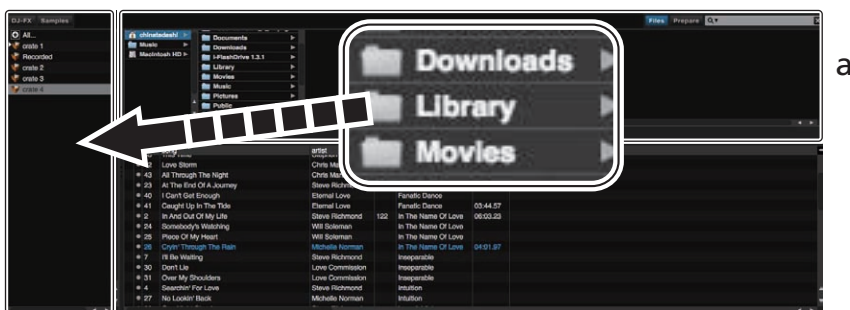 DJ-FX Samples
Files Prepare
All...
crate 1
Recorded
crate 2
crate 3
crate 4
chinatedeshi
Music
Macintosh HD
Documents
Downloads
i-FlashDrive 1.3.1
Library
Movies
Music
Pictures
Public
Downloads
Library
Movies
a
song artist
Love Storm Chris
43 All Through The Night Chris
23 At The End Of A Journey Steve Richmond
40 I Can't Get Enough Eternal Love Fanatic Dance
41 Caught Up In The Tide Eternal Love Fanatic Dance 03:44.57
2 In And Out Of My Life Steve Richmond 122 In The Name Of Love 06:03.23
24 Somebody's Watching Will Soleman In The Name Of Love
25 Piece Of My Heart Will Soleman In The Name Of Love
26 Cryin' Through The Rain Michelle Norman In The Name Of Love 04:01.97
7 I'll Be Waiting Steve Richmond Inseparable
30 Don't Lie Love Commission Inseparable
31 Over My Shoulders Love Commission Inseparable
4 Searchin' For Love Steve Richmond Intuition
27 No Lookin' Back Michelle Norman Intuition